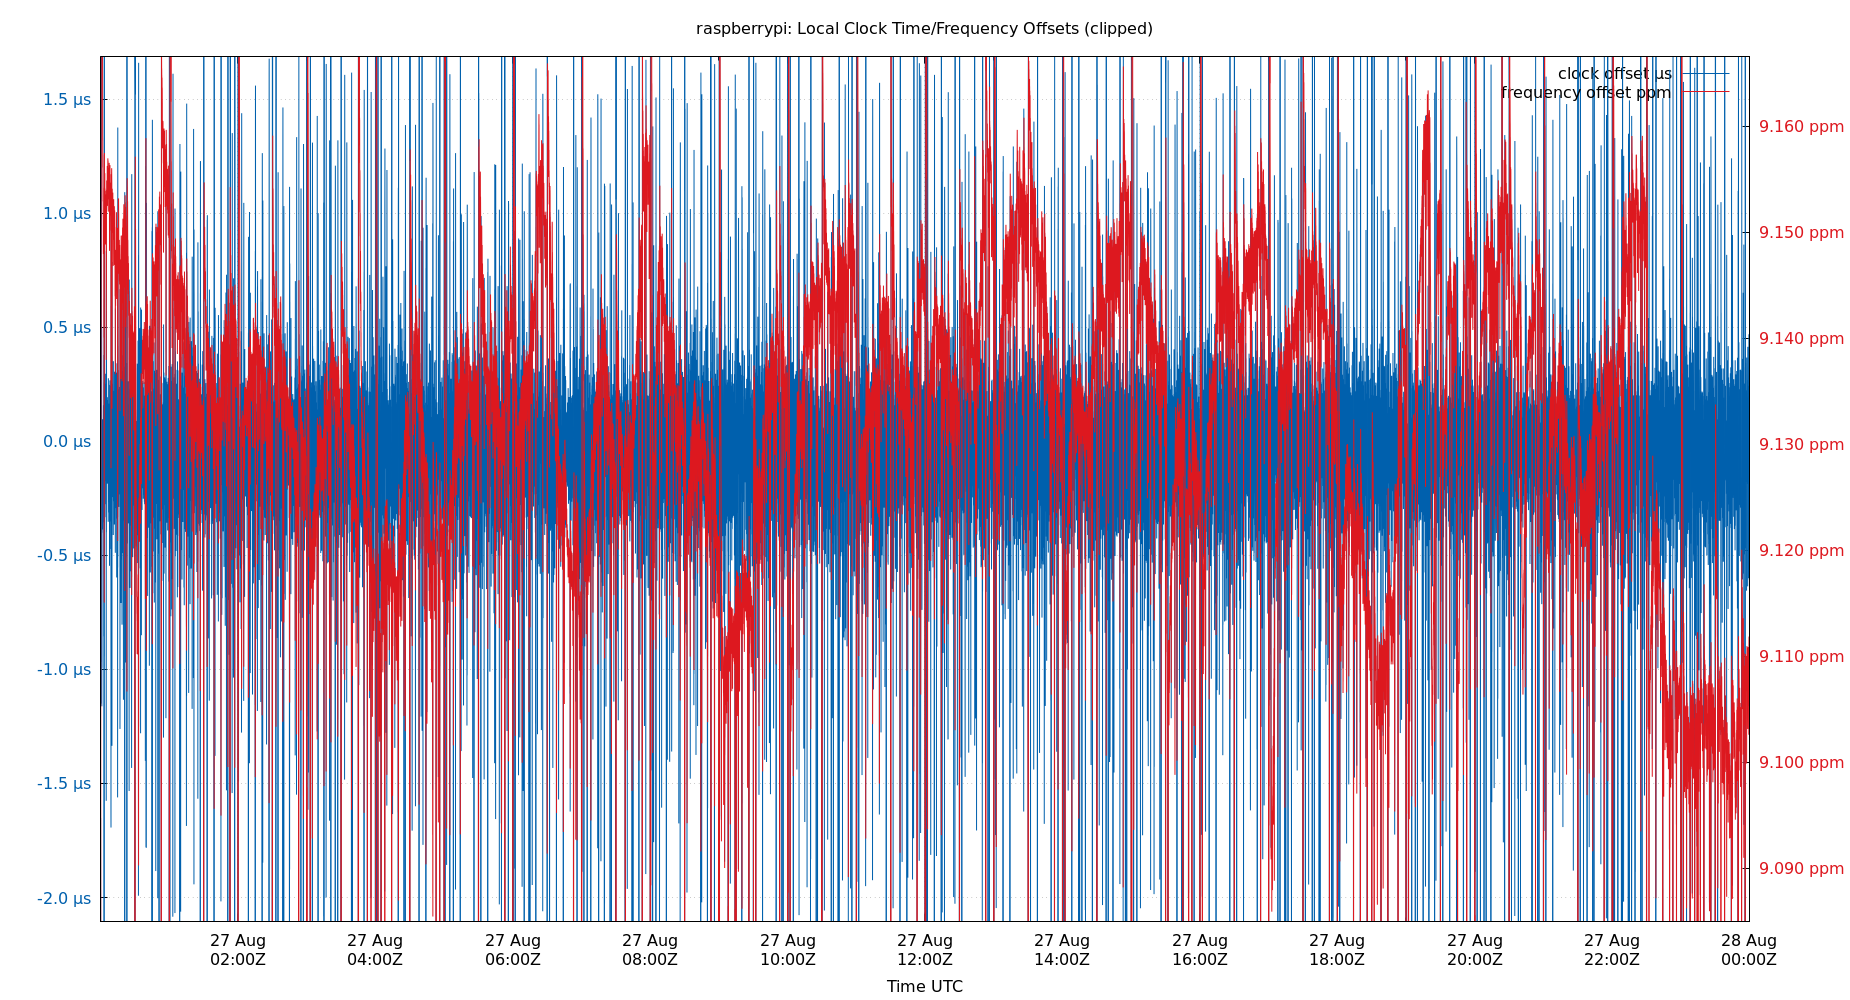 raspberrypi: Local Clock Time/Frequency Offsets (clipped)
clock offset µs
frequency offset ppm
1.5 µs
1.0 µs
0.5 µs
0.0 µs
-0.5 µs
-1.0 µs
-1.5 µs
-2.0 µs
9.160 ppm
9.150 ppm
9.140 ppm
9.130 ppm
9.120 ppm
9.110 ppm
9.100 ppm
9.090 ppm
27 Aug 27 Aug 27 Aug 27 Aug 27 Aug 27 Aug 27 Aug 27 Aug 27 Aug 27 Aug 27 Aug 28 Aug
02:00Z 04:00Z 06:00Z 08:00Z 10:00Z 12:00Z 14:00Z 16:00Z 18:00Z 20:00Z 22:00Z 00:00Z
Time UTC